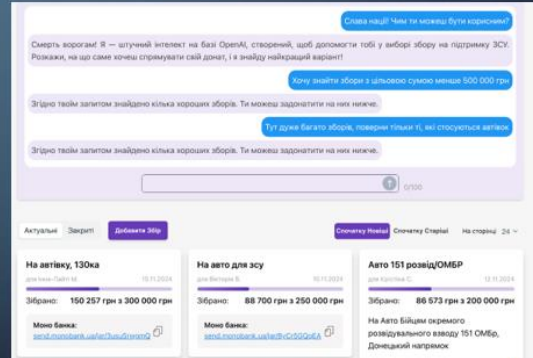 Слава нації! Чим ти можеш бути корисним?
Смерть ворогам! Я — штучний інтелект на базі OpenAI, створений, щоб допомогти тобі у виборі збору на підтримку ЗСУ.
Розкажи, на що саме хочеш спрямувати свій донат, і я знайду найкращий варіант!
Хочу знайти збори з цільовою сумою менше 500 000 грн
Згідно твоїм запитом знайдено кілька хороших зборів. Ти можеш задонатити на них нижче.
Тут дуже багато зборів, поверни тільки ті, які стосуються автівок
Згідно твоїм запитом знайдено кілька хороших зборів. Ти можеш задонатити на них нижче.
0/100
Актуальні Закриті Добавити Збір Спочатку Новіші Спочатку Старіші На сторінці 24
На автівку, 130ка На авто для зсу Авто 151 розвід/ОМБР
15.11.2024 для Вікторія В. 10.11.2024 для Катєліна С. 12.11.2024
Зібрано: 150 257 грн з 300 000 грн Зібрано: 88 700 грн з 250 000 грн Зібрано: 86 573 грн з 200 000 грн
Моно банка: Моно банка: На Авто Бійцям окремого
розвідувального взводу 151 ОМБр,
Донецький напрямок